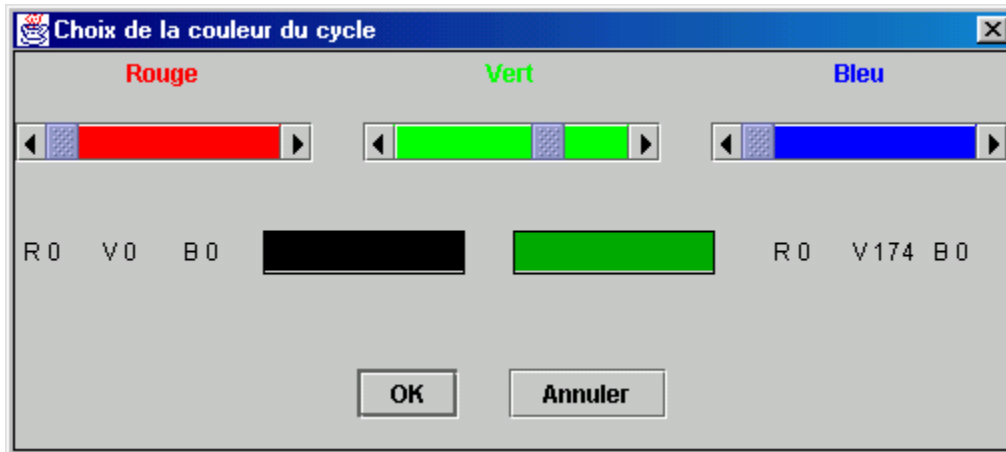 Choix de la couleur du cycle
Rouge Vert Bleu
R 0 V 0 B 0 R 0 V 174 B 0
OK Annuler